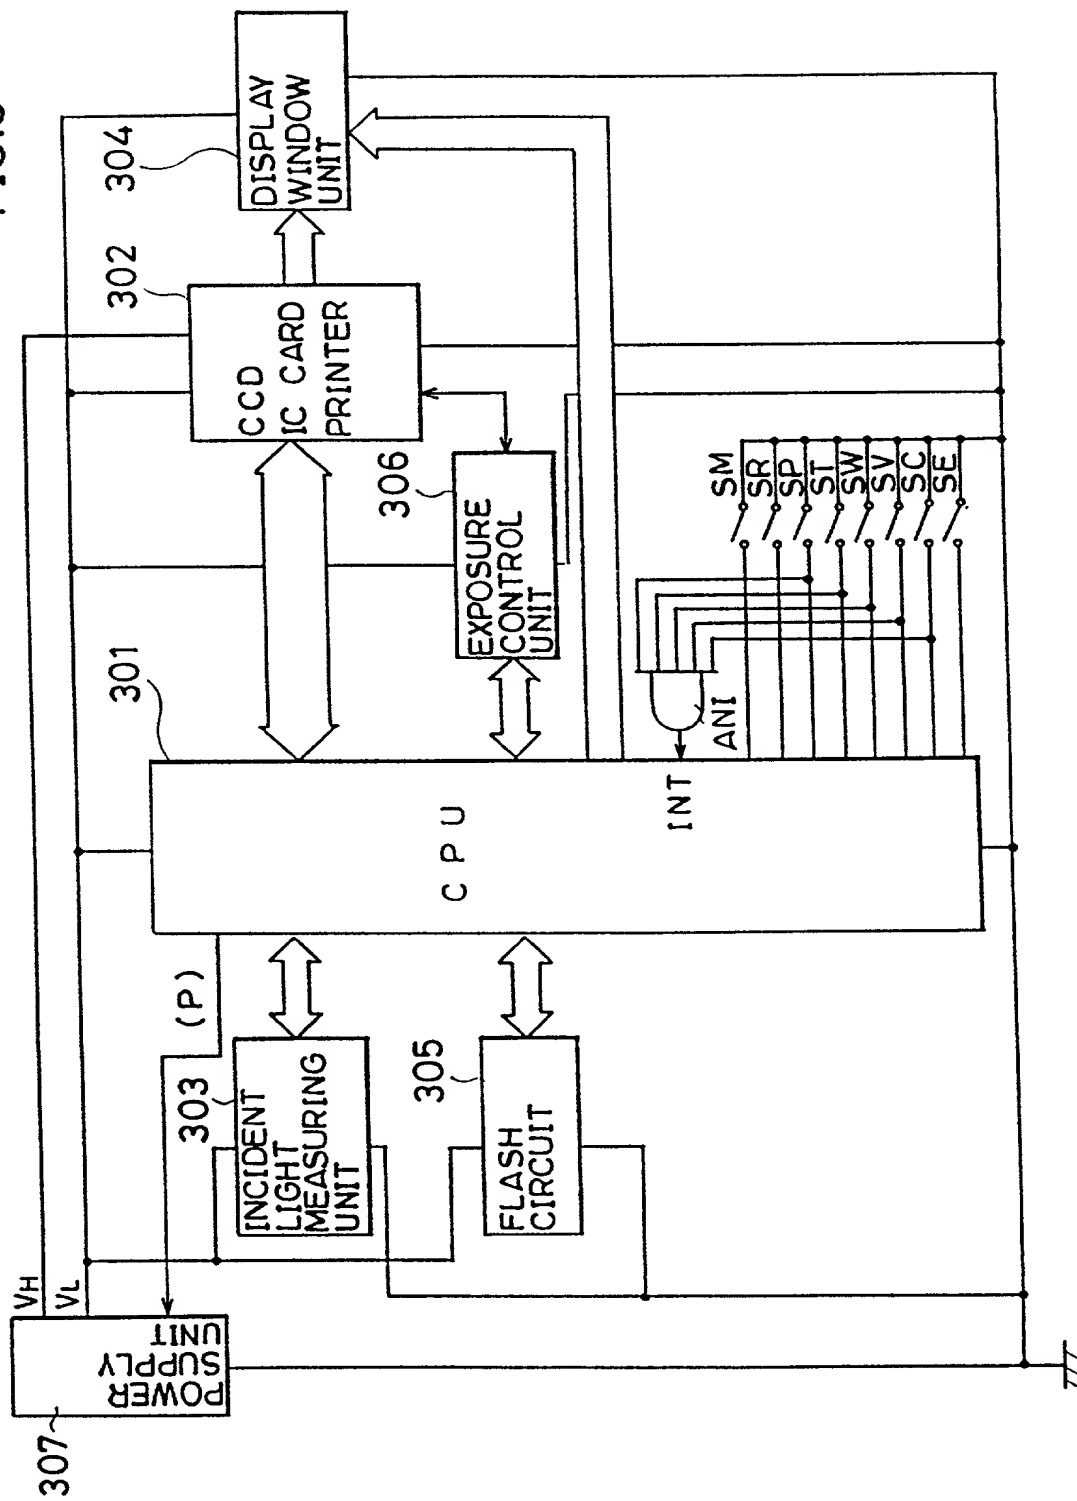 304
DISPLAY
WINDOW
UNIT
302
CCD
IC CARD
PRINTER
306
EXPOSURE
CONTROL
UNIT
SM
SR
SP
ST
SW
SV
SC
SE
301
CPU
INT
ANI
(P)
303
INCIDENT
LIGHT
MEASURING
UNIT
305
FLASH
CIRCUIT
VH
VL
307
POWER
SUPPLY
UNIT